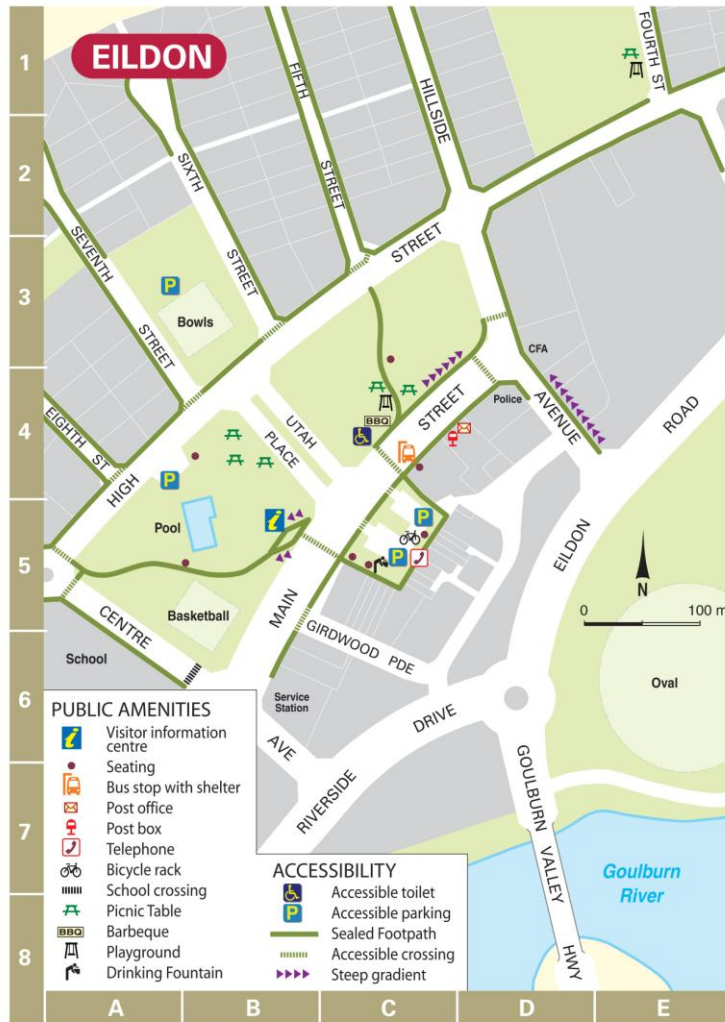 EILDON
1
2
3
4
5
6
7
8
A
B
C
D
E
FOURTH ST
FIFTH
STREET
HILLSIDE
SIXTH
STREET
SEVENTH
STREET
STREET
P
Bowls
CFA
EIGHTH ST
HIGH
UTAH
PLACE
BBQ
STREET
Police
AVENUE
ROAD
P
Pool
i
P
P
EILDON
N
0 100 m
MAIN
Basketball
CENTRE
School
GIRDWOOD PDE
Service
Station
Oval
DRIVE
AVE
RIVERSIDE
GOULBURN VALLEY
HWY
Goulburn
River
PUBLIC AMENITIES
i Visitor information
centre
Seating
Bus stop with shelter
Post office
Post box
Telephone
Bicycle rack
School crossing
Picnic Table
BBQ Barbeque
Playground
Drinking Fountain
ACCESSIBILITY
Accessible toilet
P Accessible parking
Sealed Footpath
Accessible crossing
Steep gradient